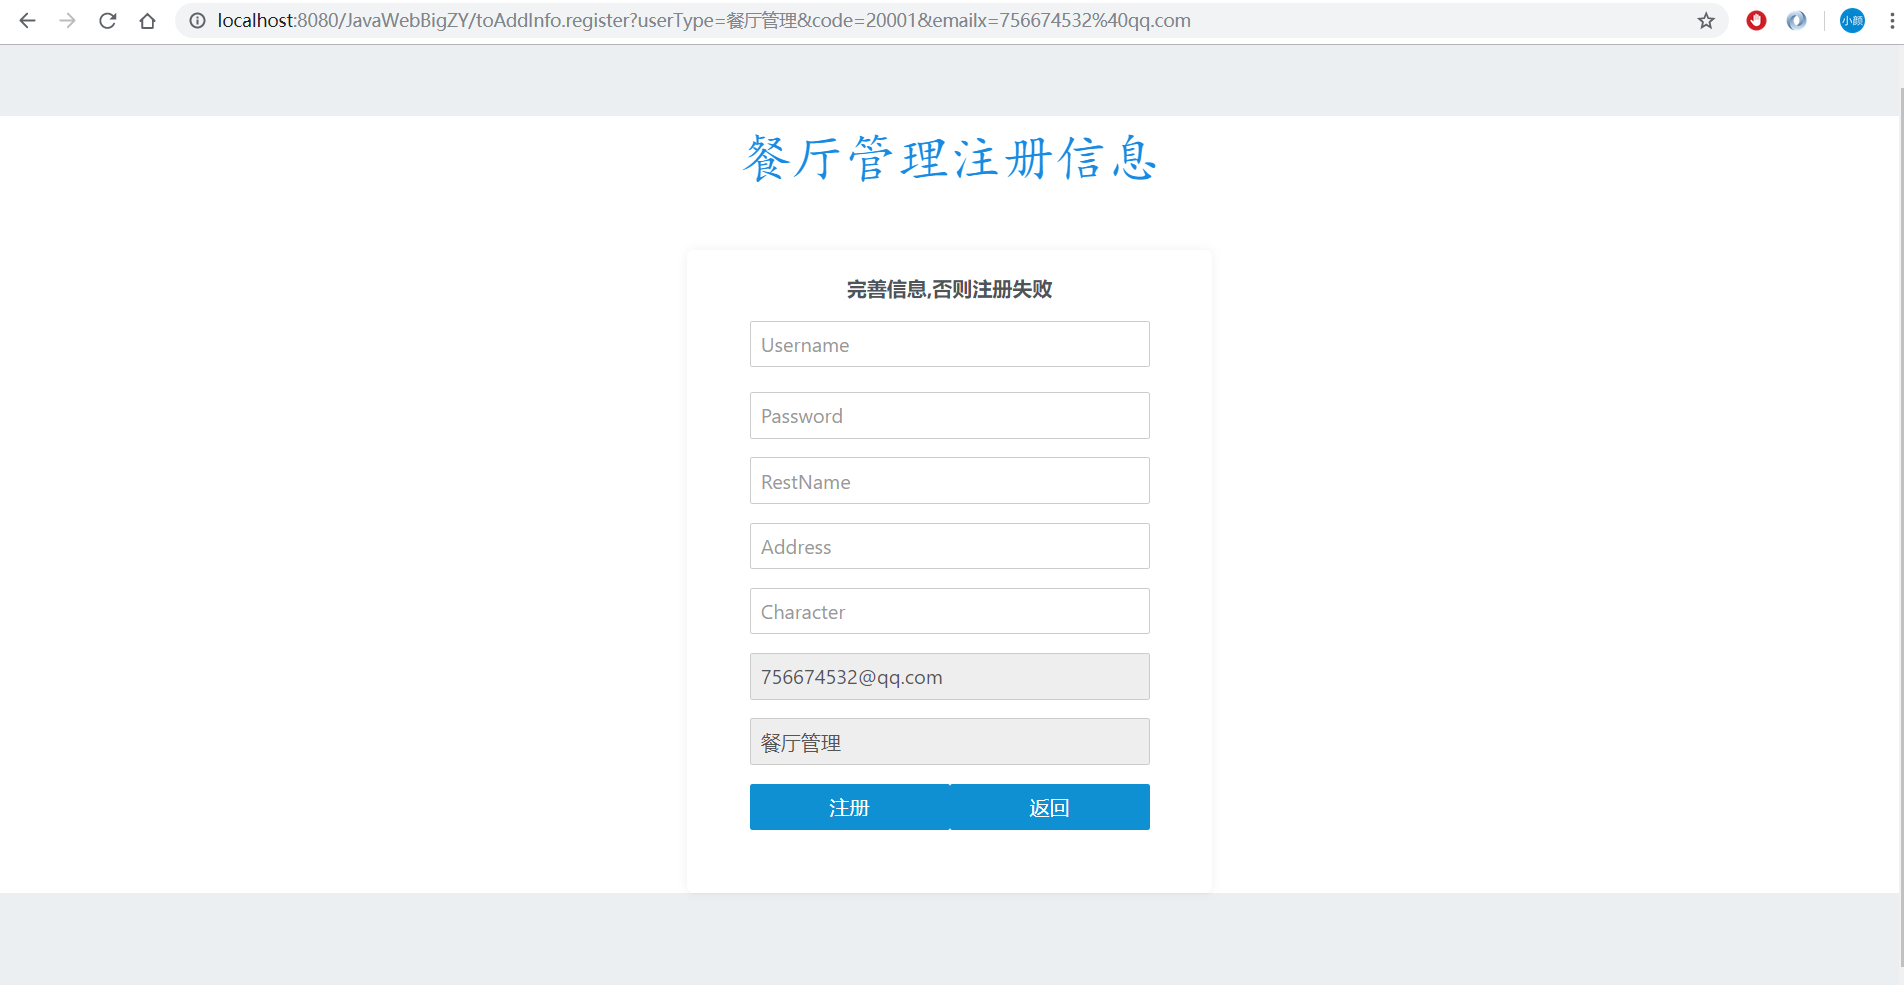 localhost:8080/JavaWebBigZY/toAddInfo.register?userType=餐厅管理&code=20001&emailx=756674532%40qq.com
小颜
餐厅管理注册信息
完善信息,否则注册失败
Username
Password
RestName
Address
Character
756674532@qq.com
餐厅管理
注册 返回